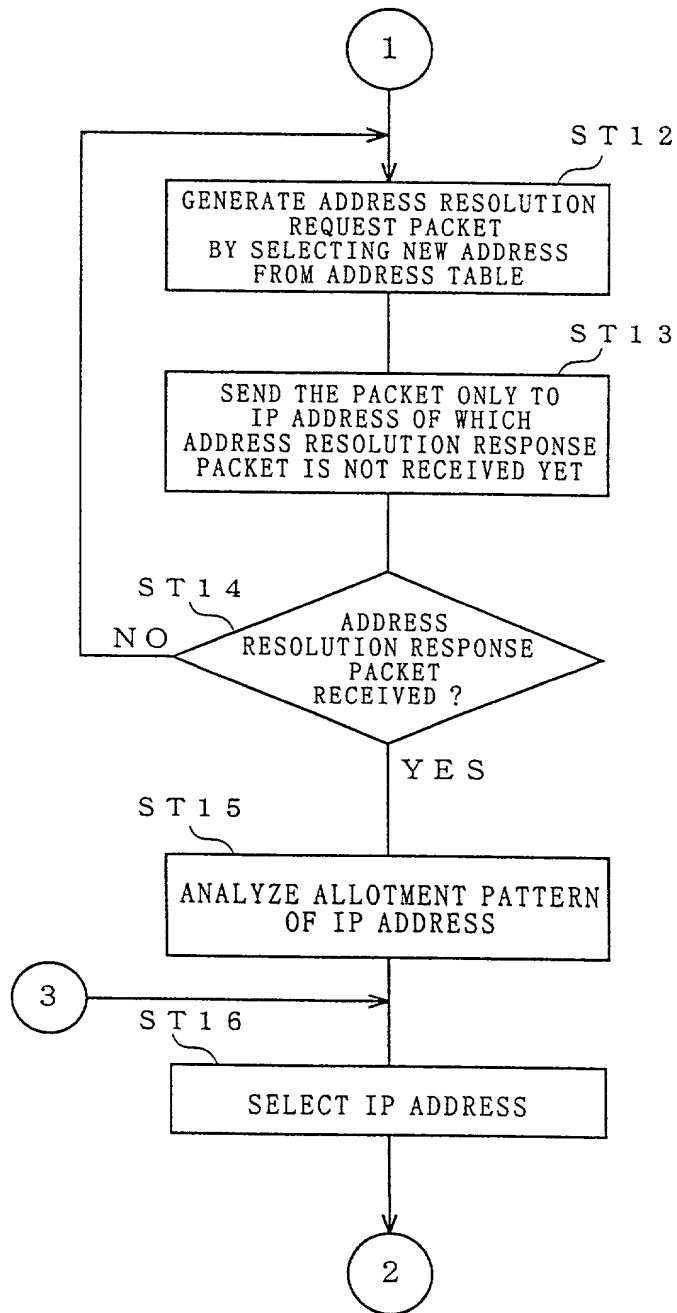 1
ST12
GENERATE ADDRESS RESOLUTION
REQUEST PACKET
BY SELECTING NEW ADDRESS
FROM ADDRESS TABLE
ST13
SEND THE PACKET ONLY TO
IP ADDRESS OF WHICH
ADDRESS RESOLUTION RESPONSE
PACKET IS NOT RECEIVED YET
ST14
NO
ADDRESS
RESOLUTION RESPONSE
PACKET
RECEIVED ?
YES
ST15
ANALYZE ALLOTMENT PATTERN
OF IP ADDRESS
3
ST16
SELECT IP ADDRESS
2